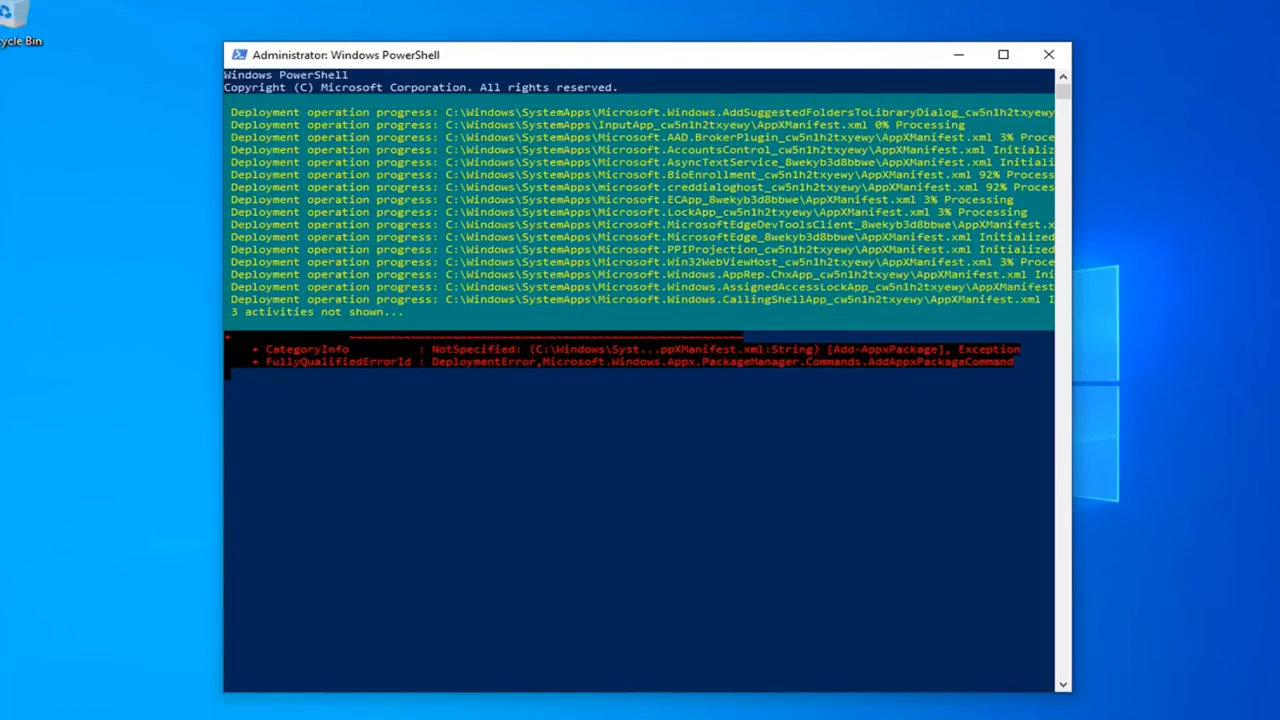 cycle Bin
Administrator: Windows PowerShell
Windows PowerShell
Copyright (C) Microsoft Corporation. All rights reserved.
Deployment operation progress: C:\Windows\SystemApps\Microsoft.Windows.AddSuggestedFoldersToLibraryDialog_cw5n1h2txyewy
Deployment operation progress: C:\Windows\SystemApps\InputApp_cw5n1h2txyewy\AppXManifest.xml 0% Processing
Deployment operation progress: C:\Windows\SystemApps\Microsoft.AAD.BrokerPlugin_cw5n1h2txyewy\AppXManifest.xml 3% Proce
Deployment operation progress: C:\Windows\SystemApps\Microsoft.AccountsControl_cw5n1h2txyewy\AppXManifest.xml Initializ
Deployment operation progress: C:\Windows\SystemApps\Microsoft.AsyncTextService_8wekyb3d8bbwe\AppXManifest.xml Initiali
Deployment operation progress: C:\Windows\SystemApps\Microsoft.BioEnrollment_cw5n1h2txyewy\AppXManifest.xml 92% Process
Deployment operation progress: C:\Windows\SystemApps\Microsoft.creddialoghost_cw5n1h2txyewy\AppXManifest.xml 92% Proces
Deployment operation progress: C:\Windows\SystemApps\Microsoft.ECApp_8wekyb3d8bbwe\AppXManifest.xml 3% Processing
Deployment operation progress: C:\Windows\SystemApps\Microsoft.LockApp_cw5n1h2txyewy\AppXManifest.xml 3% Processing
Deployment operation progress: C:\Windows\SystemApps\Microsoft.MicrosoftEdgeDevToolsClient_8wekyb3d8bbwe\AppXManifest.x
Deployment operation progress: C:\Windows\SystemApps\Microsoft.MicrosoftEdge_8wekyb3d8bbwe\AppXManifest.xml Initialized
Deployment operation progress: C:\Windows\SystemApps\Microsoft.PPIProjection_cw5n1h2txyewy\AppXManifest.xml Initialized
Deployment operation progress: C:\Windows\SystemApps\Microsoft.Win32WebViewHost_cw5n1h2txyewy\AppXManifest.xml 3% Proce
Deployment operation progress: C:\Windows\SystemApps\Microsoft.Windows.AppRep.ChxApp_cw5n1h2txyewy\AppXManifest.xml Ini
Deployment operation progress: C:\Windows\SystemApps\Microsoft.Windows.AssignedAccessLockApp_cw5n1h2txyewy\AppXManifest
Deployment operation progress: C:\Windows\SystemApps\Microsoft.Windows.CallingShellApp_cw5n1h2txyewy\AppXManifest.xml I
3 activities not shown...
+ ~~~~~~~~~~~~~~~~~~~~~~~~~~~~~~~~~~~~~~~~~~~~~~~~~~~~~~~~~
+ CategoryInfo : NotSpecified: (C:\Windows\Syst...ppXManifest.xml:String) [Add-AppxPackage], Exception
+ FullyQualifiedErrorId : DeploymentError,Microsoft.Windows.Appx.PackageManager.Commands.AddAppxPackageCommand